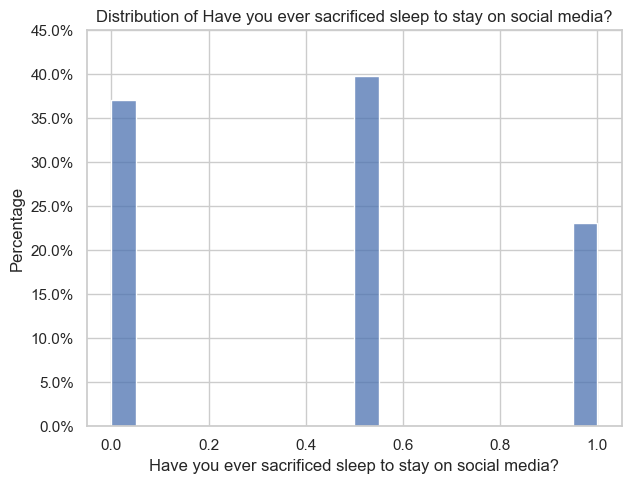 Distribution of Have you ever sacrificed sleep to stay on social media?
45.0%
40.0%
35.0%
30.0%
25.0%
20.0%
15.0%
10.0%
5.0%
0.0%
Percentage
0.0 0.2 0.4 0.6 0.8 1.0
Have you ever sacrificed sleep to stay on social media?